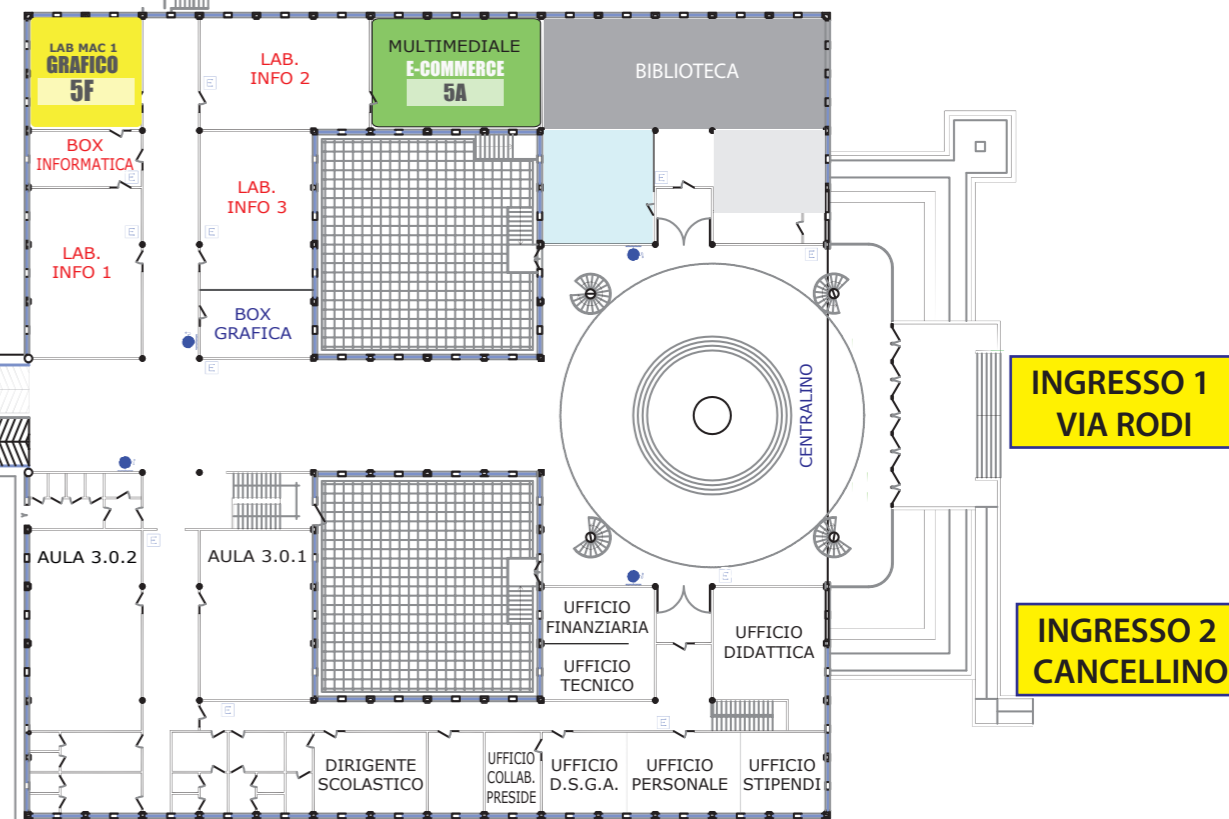 LAB MAC 1
GRAFICO
5F
LAB.
INFO 2
MULTIMEDIALE
E-COMMERCE
5A
BIBLIOTECA
BOX
INFORMATICA
LAB.
INFO 3
LAB.
INFO 1
BOX
GRAFICA
CENTRALINO
INGRESSO 1
VIA RODI
AULA 3.0.2
AULA 3.0.1
UFFICIO
FINANZIARIA
UFFICIO
TECNICO
UFFICIO
DIDATTICA
INGRESSO 2
CANCELLINO
DIRIGENTE
SCOLASTICO
UFFICIO
COLLAB.
PRESIDE
UFFICIO
D.S.G.A.
UFFICIO
PERSONALE
UFFICIO
STIPENDI